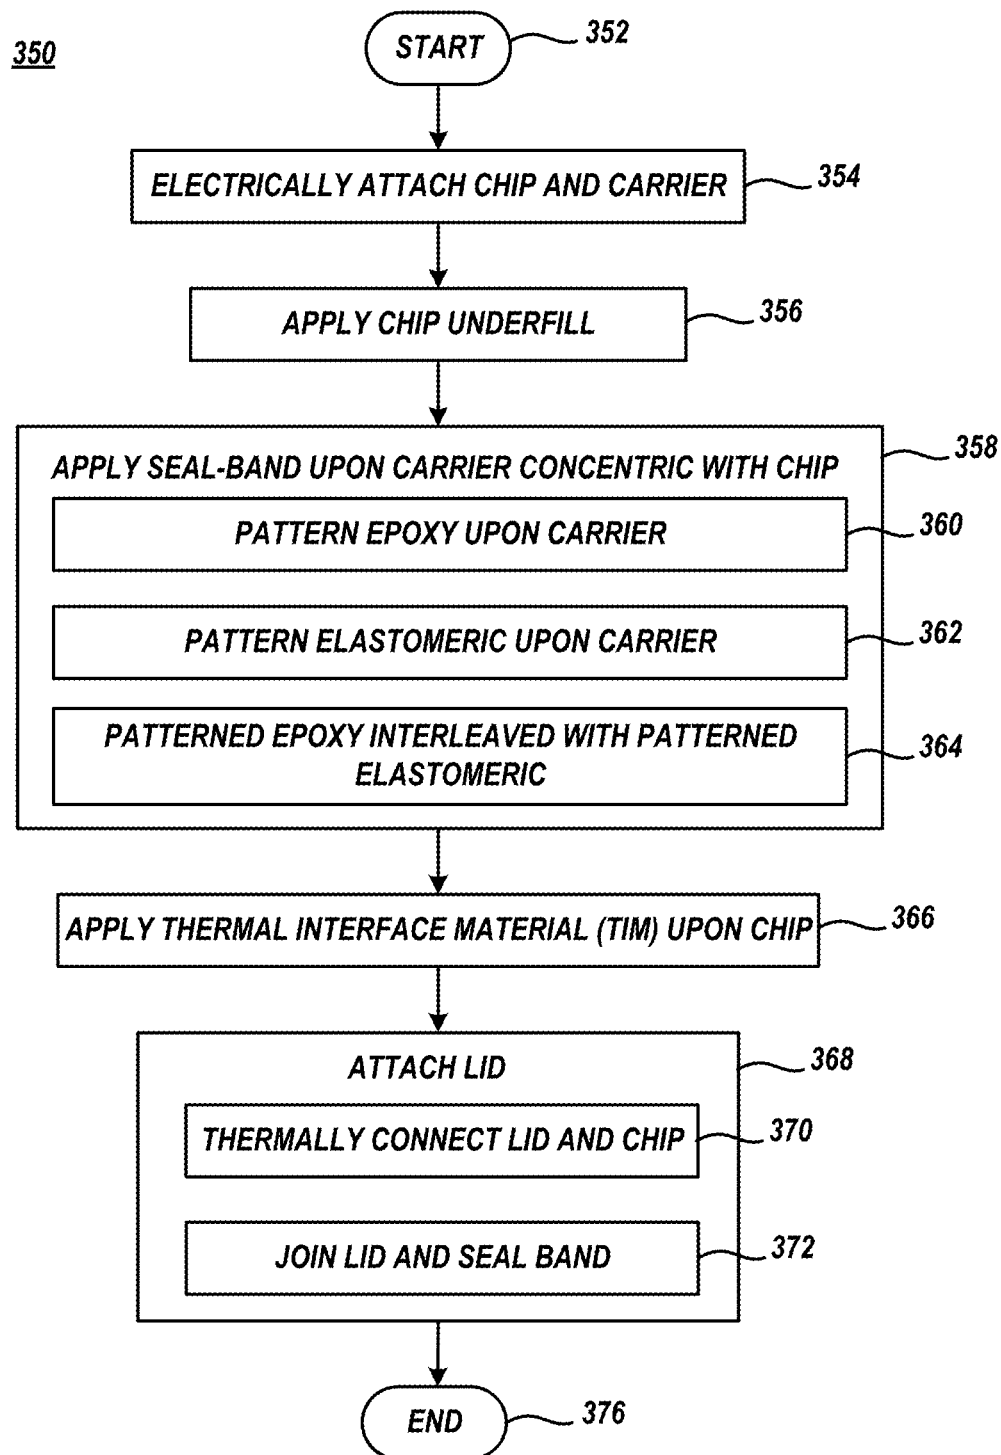 350
START
352
ELECTRICALLY ATTACH CHIP AND CARRIER
354
APPLY CHIP UNDERFILL
356
APPLY SEAL-BAND UPON CARRIER CONCENTRIC WITH CHIP
358
PATTERN EPOXY UPON CARRIER
360
PATTERN ELASTOMERIC UPON CARRIER
362
PATTERNED EPOXY INTERLEAVED WITH PATTERNED
ELASTOMERIC
364
APPLY THERMAL INTERFACE MATERIAL (TIM) UPON CHIP
366
ATTACH LID
368
THERMALLY CONNECT LID AND CHIP
370
JOIN LID AND SEAL BAND
372
END
376